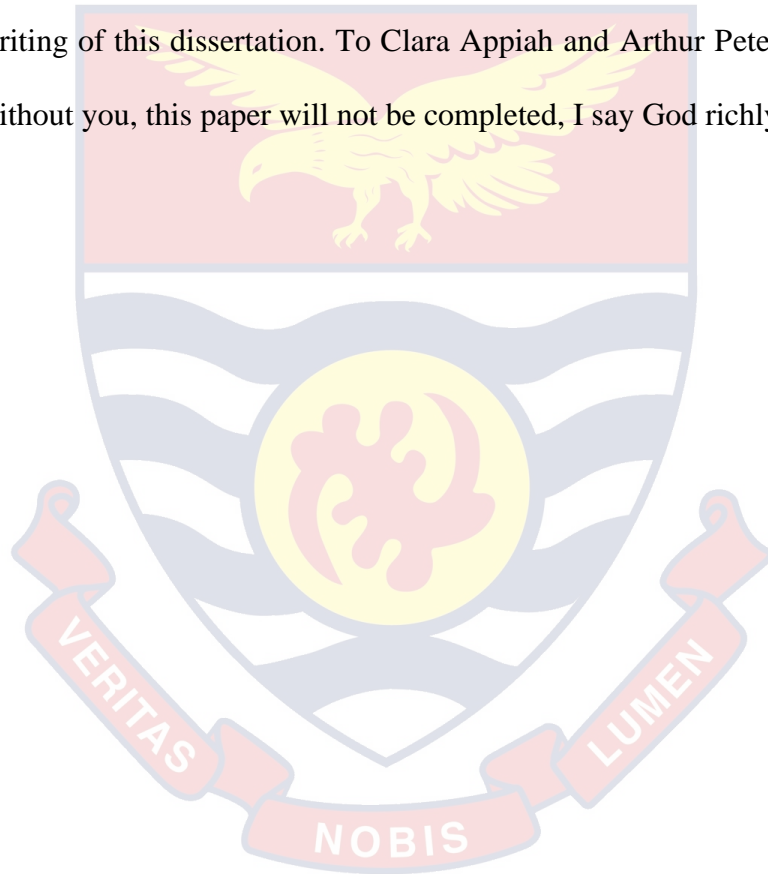 riting of this dissertation. To Clara Appiah and Arthur Pete
ithout you, this paper will not be completed, I say God richly
VERITAS
NOBIS
LUMEN